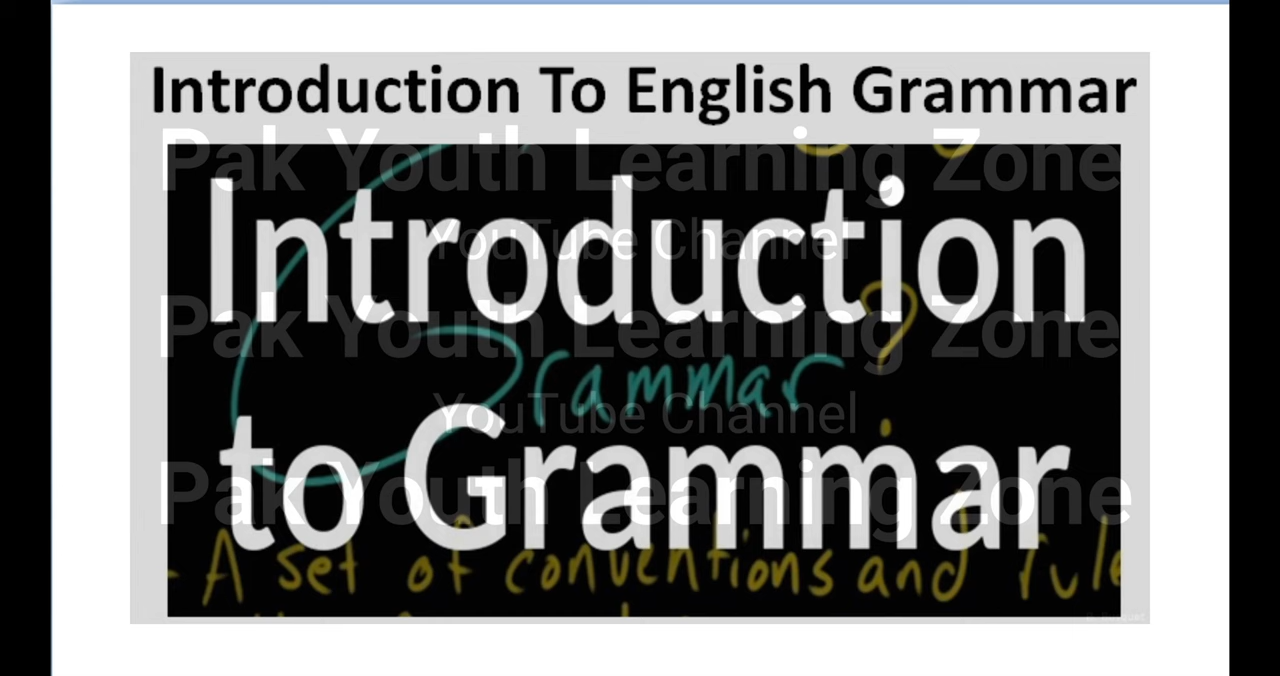 Introduction To English Grammar
Pak Youth Learning Zone
Introduction
YouTube Channel
?
Pak Youth Learning Zone
Grammar
YouTube Channel
to Grammar
Pak Youth Learning Zone
- A set of conventions and rule